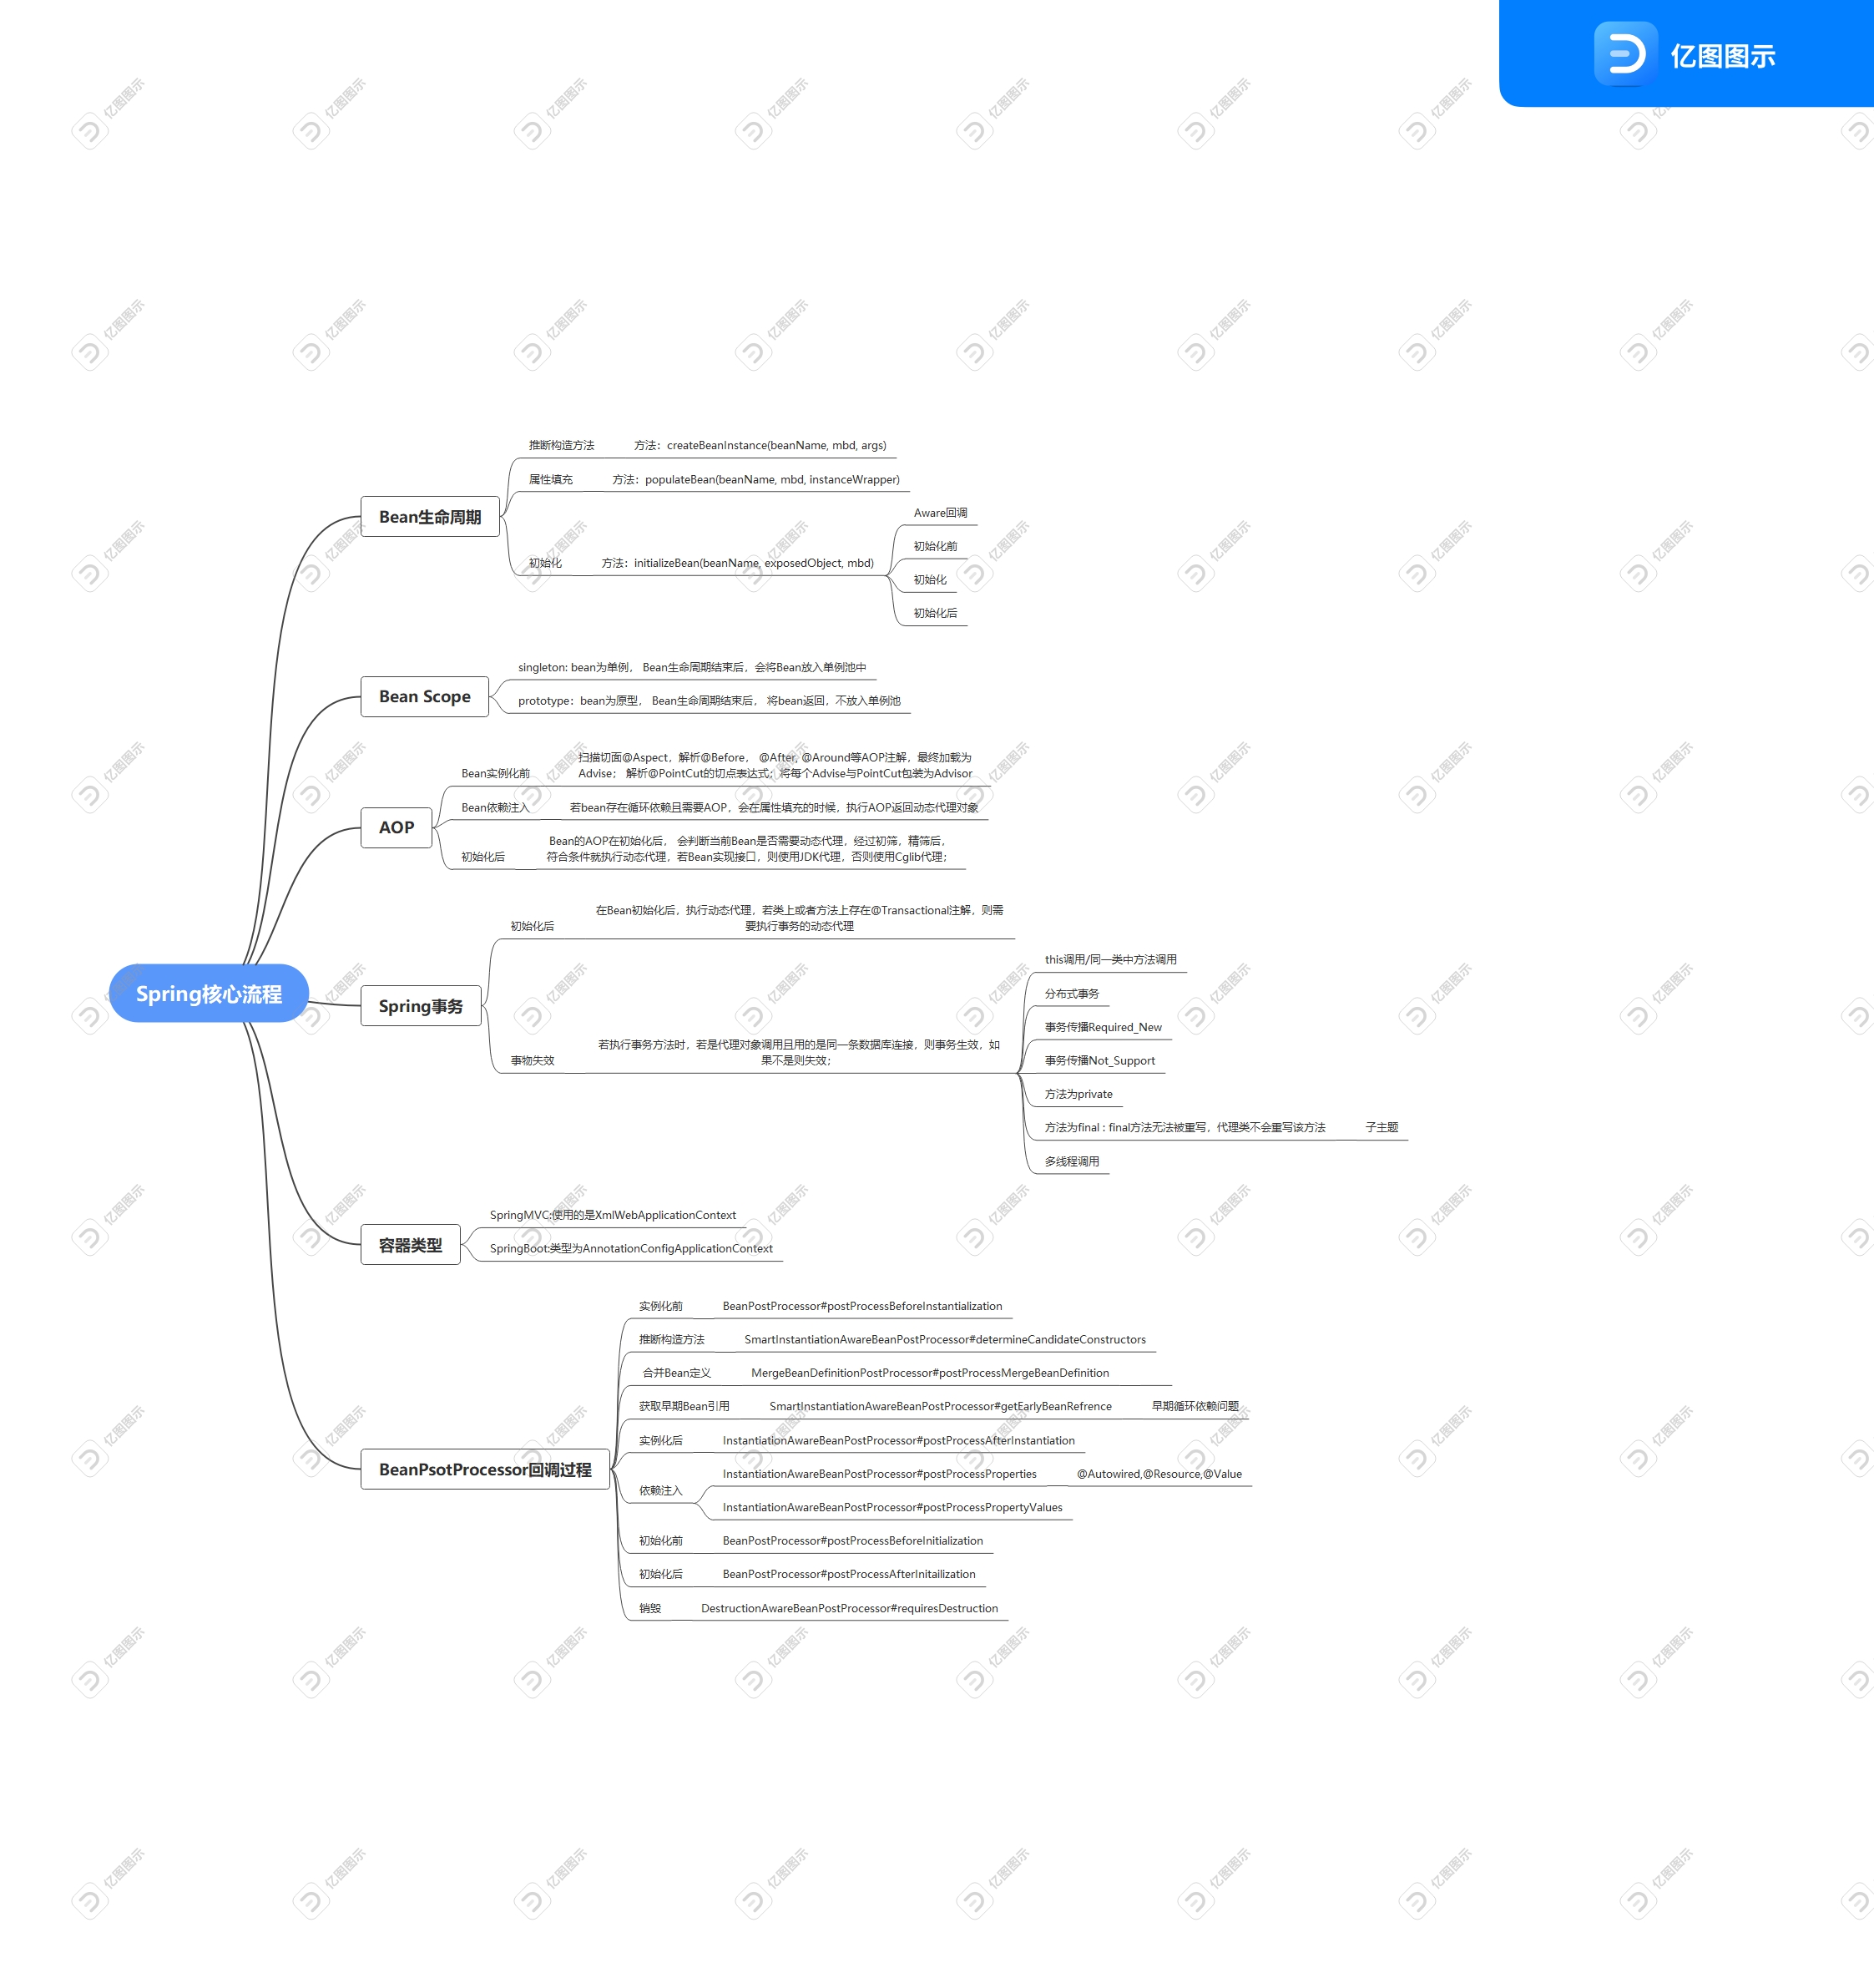 亿图图示
Spring核心流程
Bean生命周期
推断构造方法
方法：createBeanInstance(beanName, mbd, args)
属性填充
方法：populateBean(beanName, mbd, instanceWrapper)
初始化
方法：initializeBean(beanName, exposedObject, mbd)
Aware回调
初始化前
初始化
初始化后
Bean Scope
singleton: bean为单例， Bean生命周期结束后，会将Bean放入单例池中
prototype：bean为原型， Bean生命周期结束后， 将bean返回，不放入单例池
AOP
Bean实例化前
扫描切面@Aspect，解析@Before， @After, @Around等AOP注解，最终加载为
Advise； 解析@PointCut的切点表达式；将每个Advise与PointCut包装为Advisor
Bean依赖注入
若bean存在循环依赖且需要AOP，会在属性填充的时候，执行AOP返回动态代理对象
初始化后
Bean的AOP在初始化后， 会判断当前Bean是否需要动态代理，经过初筛，精筛后，
符合条件就执行动态代理，若Bean实现接口，则使用JDK代理，否则使用Cglib代理；
Spring事务
初始化后
在Bean初始化后，执行动态代理，若类上或者方法上存在@Transactional注解，则需
要执行事务的动态代理
事物失效
若执行事务方法时，若是代理对象调用且用的是同一条数据库连接，则事务生效，如
果不是则失效；
this调用/同一类中方法调用
分布式事务
事务传播Required_New
事务传播Not_Support
方法为private
方法为final : final方法无法被重写，代理类不会重写该方法
子主题
多线程调用
容器类型
SpringMVC:使用的是XmlWebApplicationContext
SpringBoot:类型为AnnotationConfigApplicationContext
BeanPsotProcessor回调过程
实例化前
BeanPostProcessor#postProcessBeforeInstantialization
推断构造方法
SmartInstantiationAwareBeanPostProcessor#determineCandidateConstructors
合并Bean定义
MergeBeanDefinitionPostProcessor#postProcessMergeBeanDefinition
获取早期Bean引用
SmartInstantiationAwareBeanPostProcessor#getEarlyBeanRefrence
早期循环依赖问题
实例化后
InstantiationAwareBeanPostProcessor#postProcessAfterInstantiation
依赖注入
InstantiationAwareBeanPostProcessor#postProcessProperties
@Autowired,@Resource,@Value
InstantiationAwareBeanPostProcessor#postProcessPropertyValues
初始化前
BeanPostProcessor#postProcessBeforeInitialization
初始化后
BeanPostProcessor#postProcessAfterInitailization
销毁
DestructionAwareBeanPostProcessor#requiresDestruction